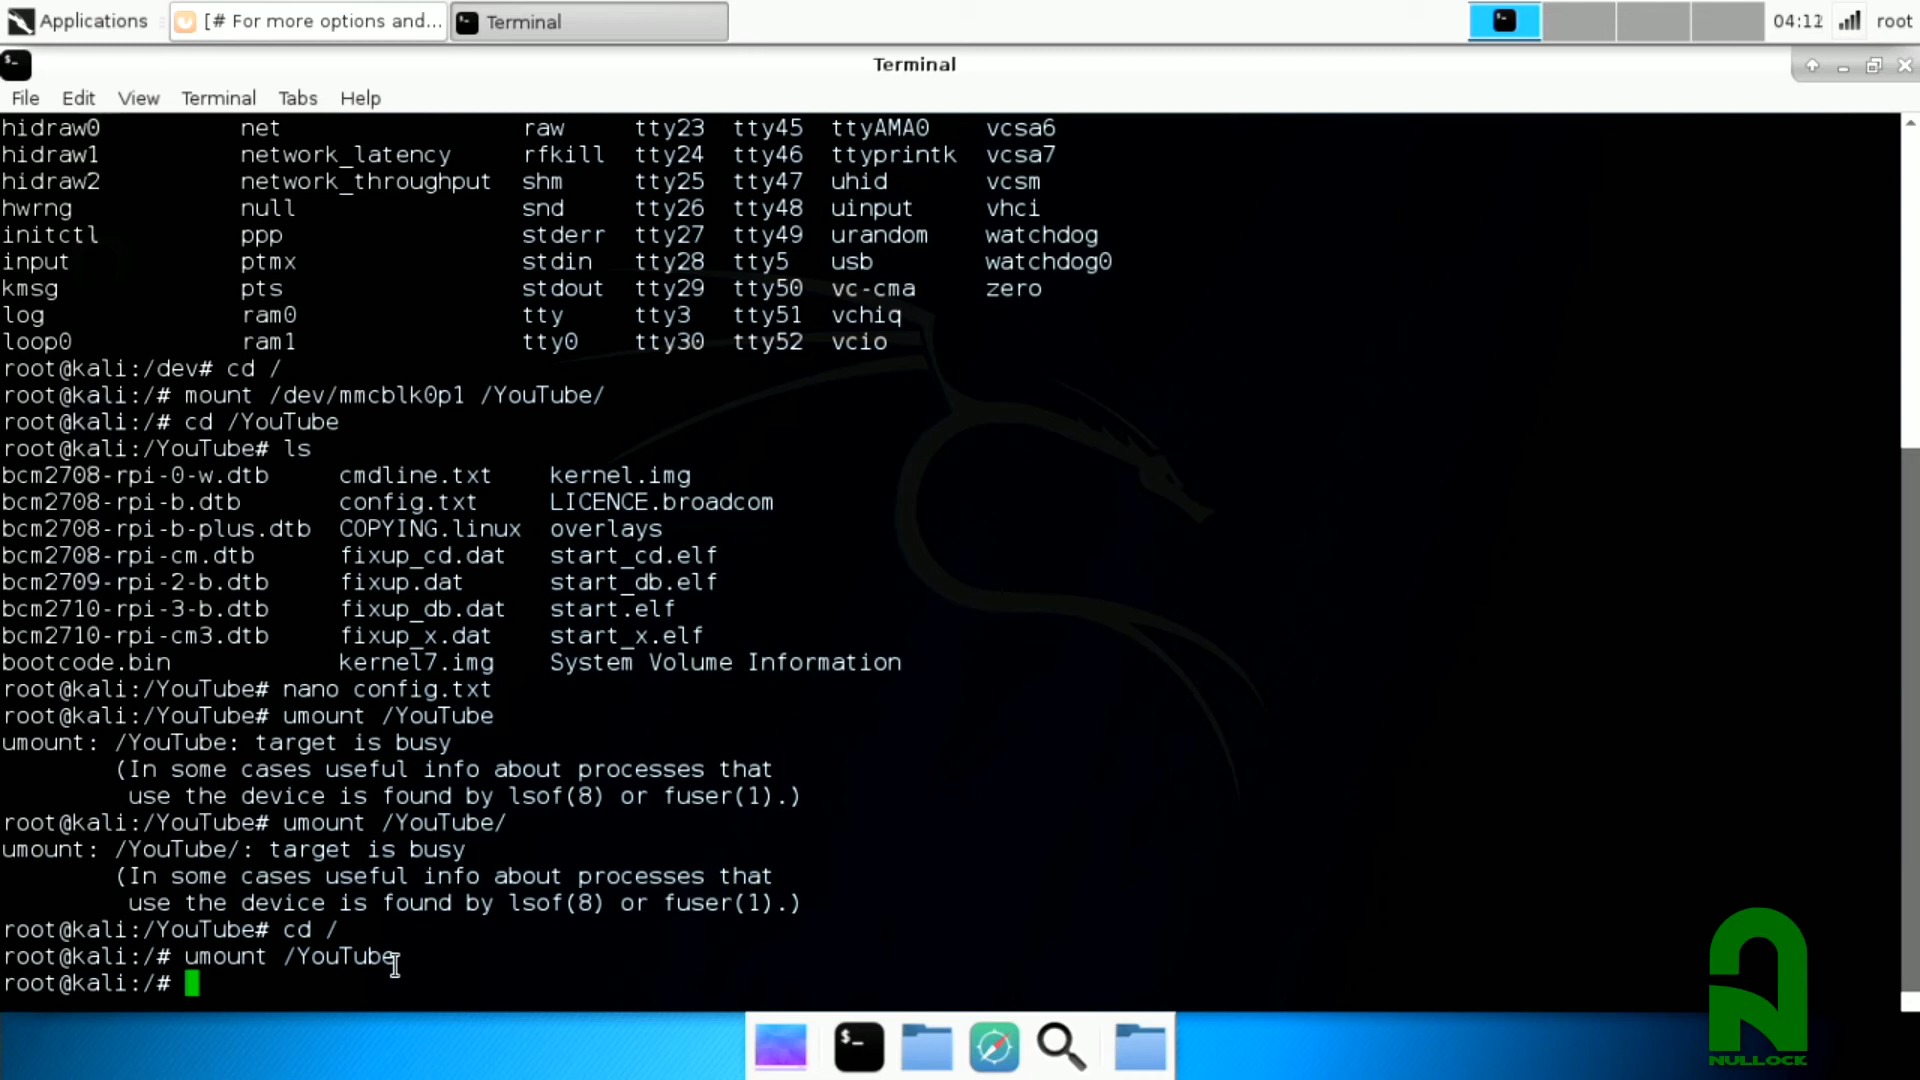 Applications [# For more options and... Terminal 04:12 root
Terminal
File Edit View Terminal Tabs Help
hidraw0 net raw tty23 tty45 ttyAMA0 vcsa6
hidraw1 network_latency rfkill tty24 tty46 ttyprintk vcsa7
hidraw2 network_throughput shm tty25 tty47 uhid vcsm
hwrng null snd tty26 tty48 uinput vhci
initctl ppp stderr tty27 tty49 urandom watchdog
input ptmx stdin tty28 tty5 usb watchdog0
kmsg pts stdout tty29 tty50 vc-cma zero
log ram0 tty tty3 tty51 vchiq
loop0 ram1 tty0 tty30 tty52 vcio
root@kali:/dev# cd /
root@kali:/# mount /dev/mmcblk0p1 /YouTube/
root@kali:/# cd /YouTube
root@kali:/YouTube# ls
bcm2708-rpi-0-w.dtb cmdline.txt kernel.img
bcm2708-rpi-b.dtb config.txt LICENCE.broadcom
bcm2708-rpi-b-plus.dtb COPYING.linux overlays
bcm2708-rpi-cm.dtb fixup_cd.dat start_cd.elf
bcm2709-rpi-2-b.dtb fixup.dat start_db.elf
bcm2710-rpi-3-b.dtb fixup_db.dat start.elf
bcm2710-rpi-cm3.dtb fixup_x.dat start_x.elf
bootcode.bin kernel7.img System Volume Information
root@kali:/YouTube# nano config.txt
root@kali:/YouTube# umount /YouTube
umount: /YouTube: target is busy
(In some cases useful info about processes that
use the device is found by lsof(8) or fuser(1).)
root@kali:/YouTube# umount /YouTube/
umount: /YouTube/: target is busy
(In some cases useful info about processes that
use the device is found by lsof(8) or fuser(1).)
root@kali:/YouTube# cd /
root@kali:/# umount /YouTube
root@kali:/#
NULLOCK